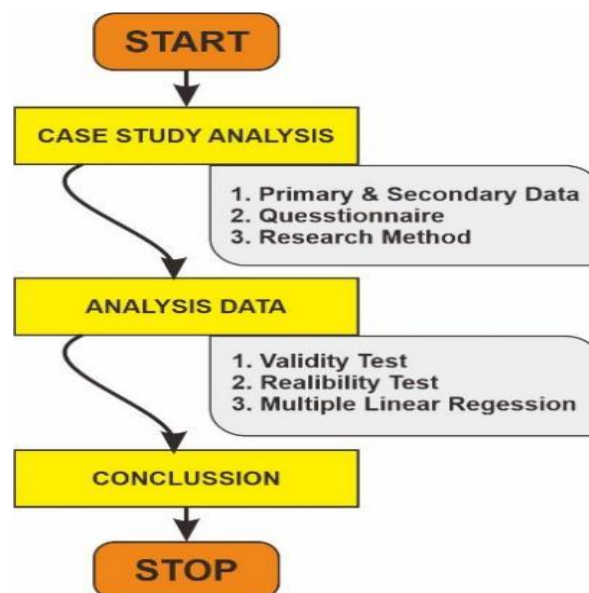 START
CASE STUDY ANALYSIS
1. Primary & Secondary Data
2. Quesstionnaire
3. Research Method
ANALYSIS DATA
1. Validity Test
2. Realibility Test
3. Multiple Linear Regression
CONCLUSSION
STOP